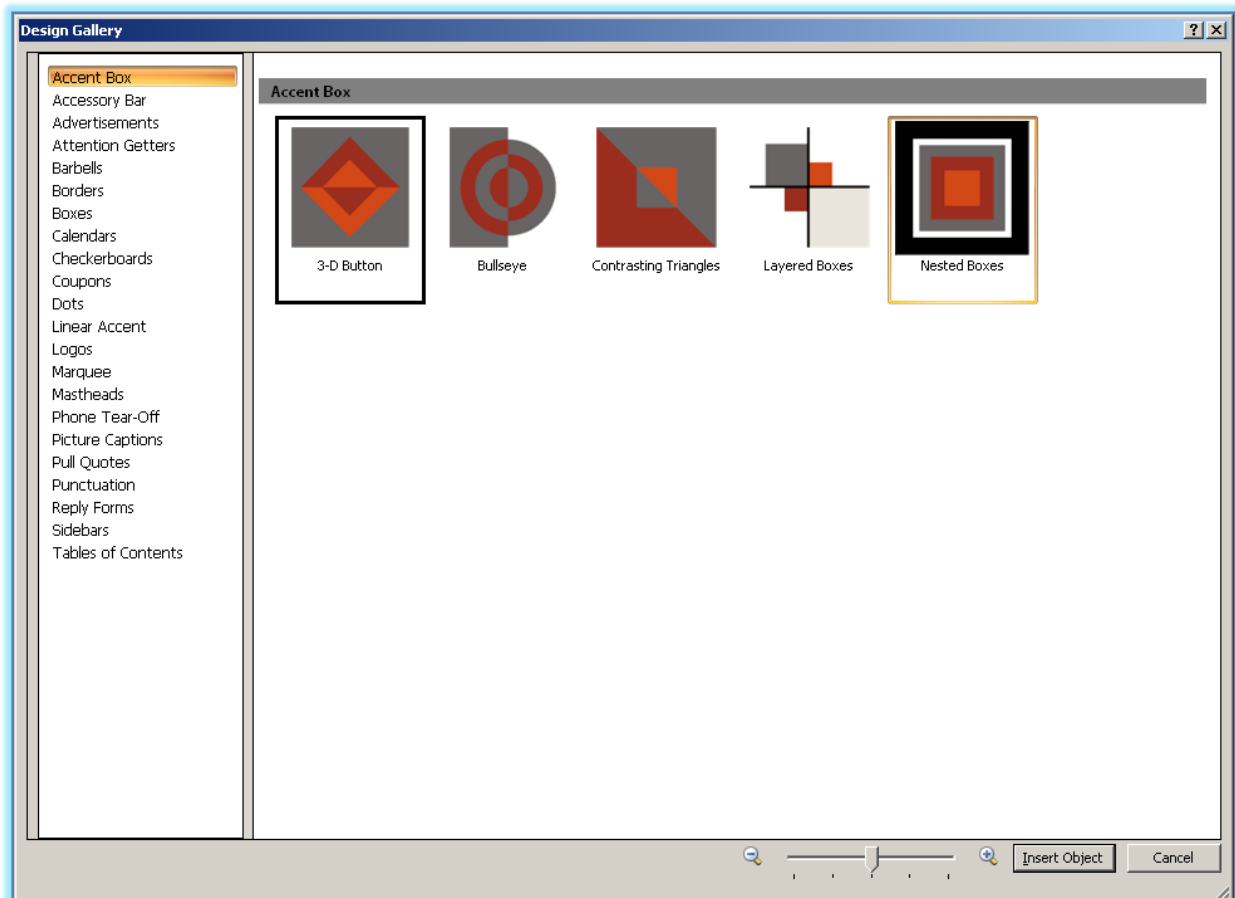 Design Gallery
Accent Box
Accessory Bar
Advertisements
Attention Getters
Barbells
Borders
Boxes
Calendars
Checkerboards
Coupons
Dots
Linear Accent
Logos
Marquee
Mastheads
Phone Tear-Off
Picture Captions
Pull Quotes
Punctuation
Reply Forms
Sidebars
Tables of Contents
Accent Box
3-D Button
Bullseye
Contrasting Triangles
Layered Boxes
Nested Boxes
Insert Object
Cancel